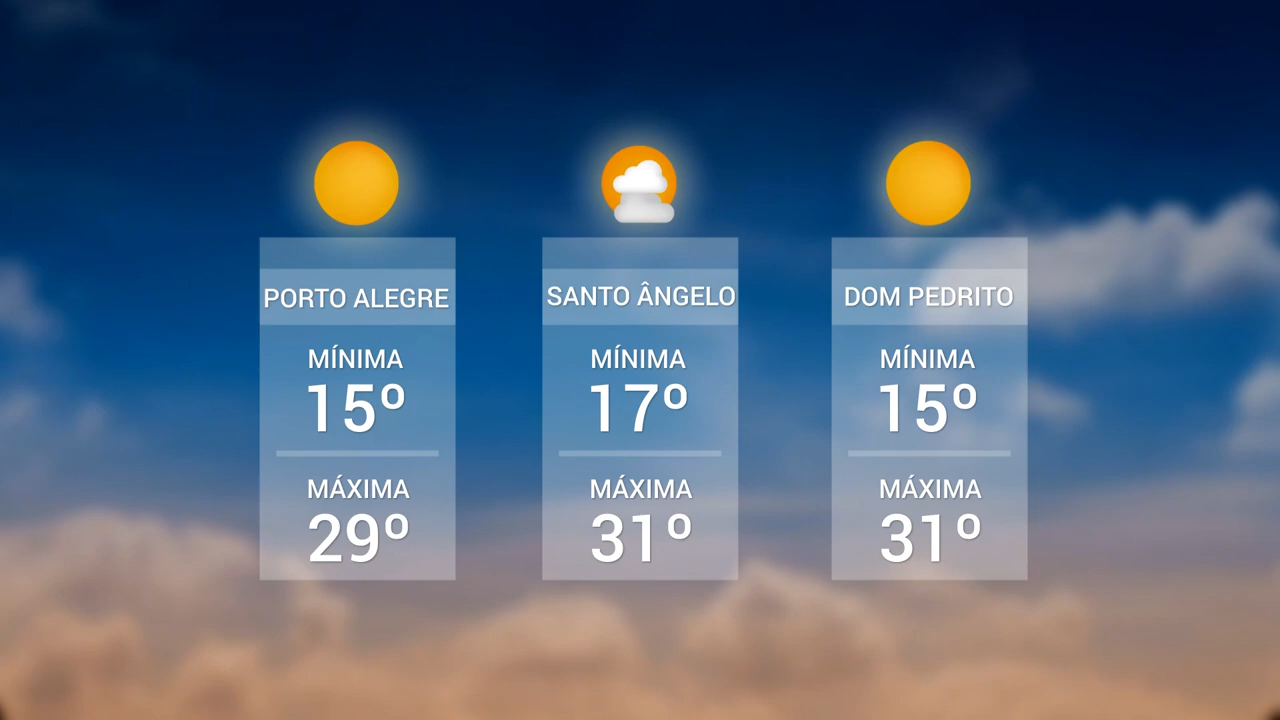 PORTO ALEGRE
MÍNIMA
15º
MÁXIMA
29º
SANTO ÂNGELO
MÍNIMA
17º
MÁXIMA
31º
DOM PEDRITO
MÍNIMA
15º
MÁXIMA
31º